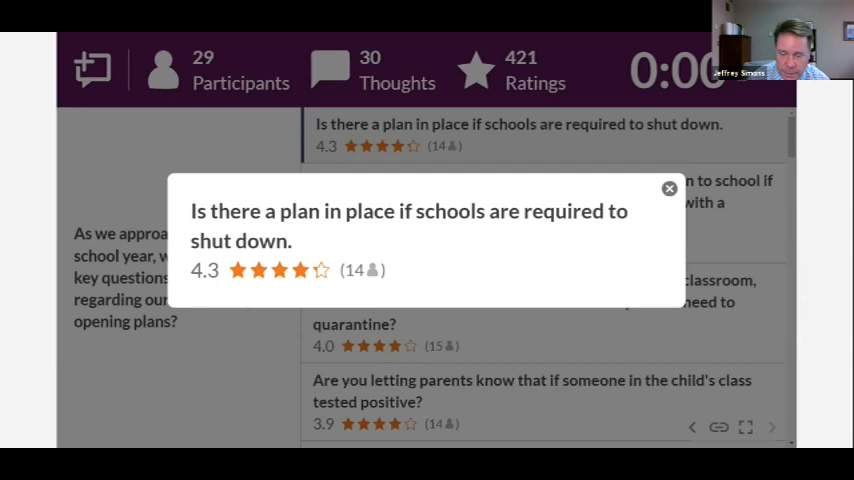 29
Participants
30
Thoughts
421
Ratings
0:00
Jeffrey Simons
Is there a plan in place if schools are required to shut down.
4.3 (14)
n to school if
with a
Is there a plan in place if schools are required to
shut down.
4.3 (14)
As we approa
school year, w
key questions
regarding our
opening plans?
classroom,
need to
quarantine?
4.0 (15)
Are you letting parents know that if someone in the child's class
tested positive?
3.9 (14)